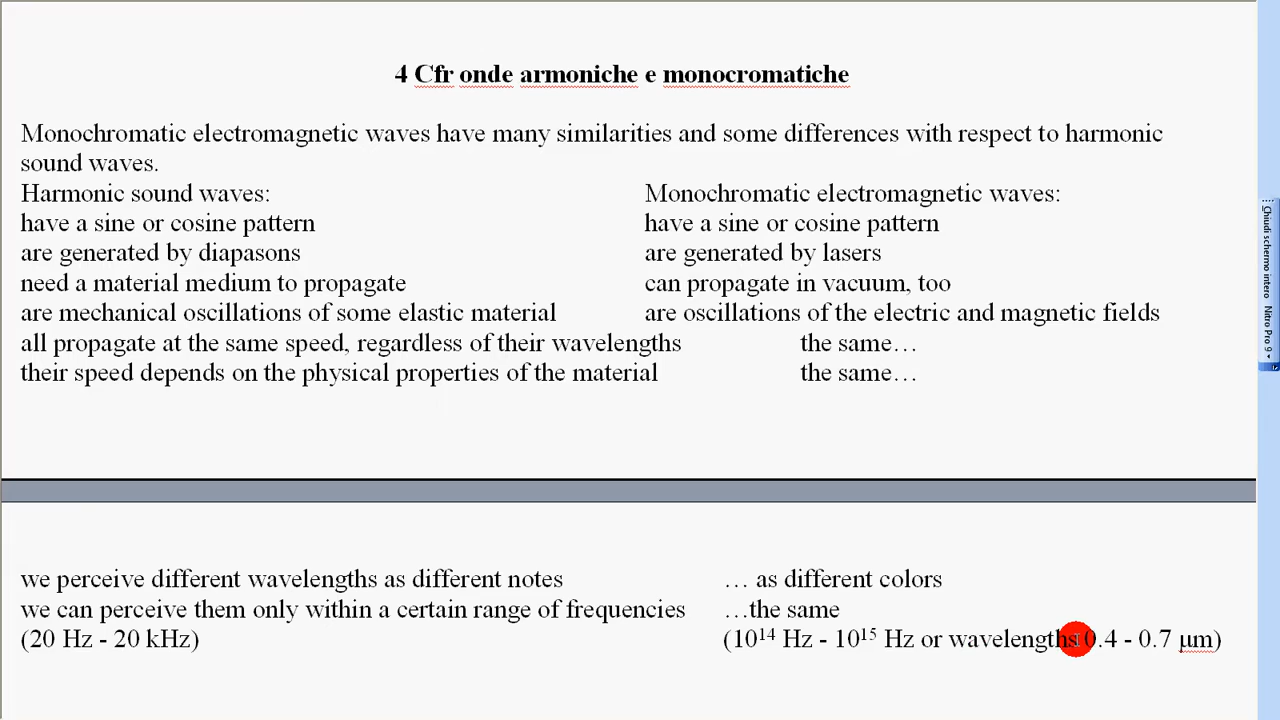 4 Cfr onde armoniche e monocromatiche
Monochromatic electromagnetic waves have many similarities and some differences with respect to harmonic
sound waves.
Harmonic sound waves: Monochromatic electromagnetic waves:
have a sine or cosine pattern have a sine or cosine pattern
are generated by diapasons are generated by lasers
need a material medium to propagate can propagate in vacuum, too
are mechanical oscillations of some elastic material are oscillations of the electric and magnetic fields
all propagate at the same speed, regardless of their wavelengths the same…
their speed depends on the physical properties of the material the same…
we perceive different wavelengths as different notes … as different colors
we can perceive them only within a certain range of frequencies …the same
(20 Hz - 20 kHz) (10¹⁴ Hz - 10¹⁵ Hz or wavelengths 0.4 - 0.7 μm)
Chiudi schermo intero Nitro Pro 9